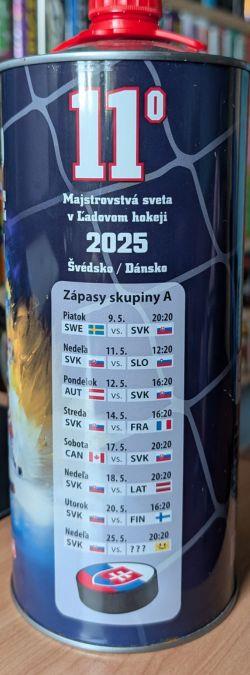 11°
Majstrovstvá sveta
v Ľadovom hokeji
2025
Švédsko / Dánsko
Zápasy skupiny A
Piatok 9. 5. 20:20
SWE vs. SVK
Nedeľa 11. 5. 12:20
SVK vs. SLO
Pondelok 12. 5. 16:20
AUT vs. SVK
Streda 14. 5. 16:20
SVK vs. FRA
Sobota 17. 5. 20:20
CAN vs. SVK
Nedeľa 18. 5. 20:20
SVK vs. LAT
Utorok 20. 5. 16:20
SVK vs. FIN
Nedeľa 25. 5. 20:20
SVK vs. ???